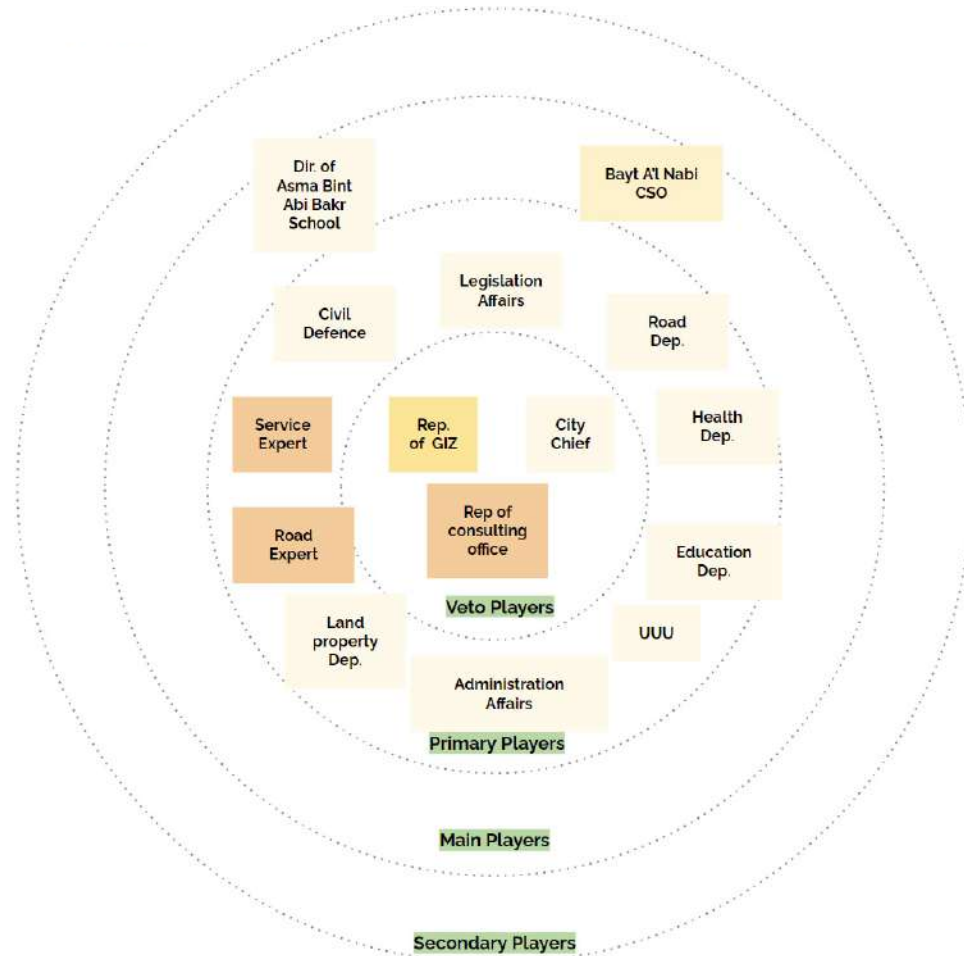 Dir. of
Asma Bint
Abi Bakr
School
Bayt A'l Nabi
CSO
Legislation
Affairs
Civil
Defence
Road
Dep.
Service
Expert
Rep.
of GIZ
City
Chief
Health
Dep.
Rep of
consulting
office
Road
Expert
Education
Dep.
Veto Players
Land
property
Dep.
UUU
Administration
Affairs
Primary Players
Main Players
Secondary Players